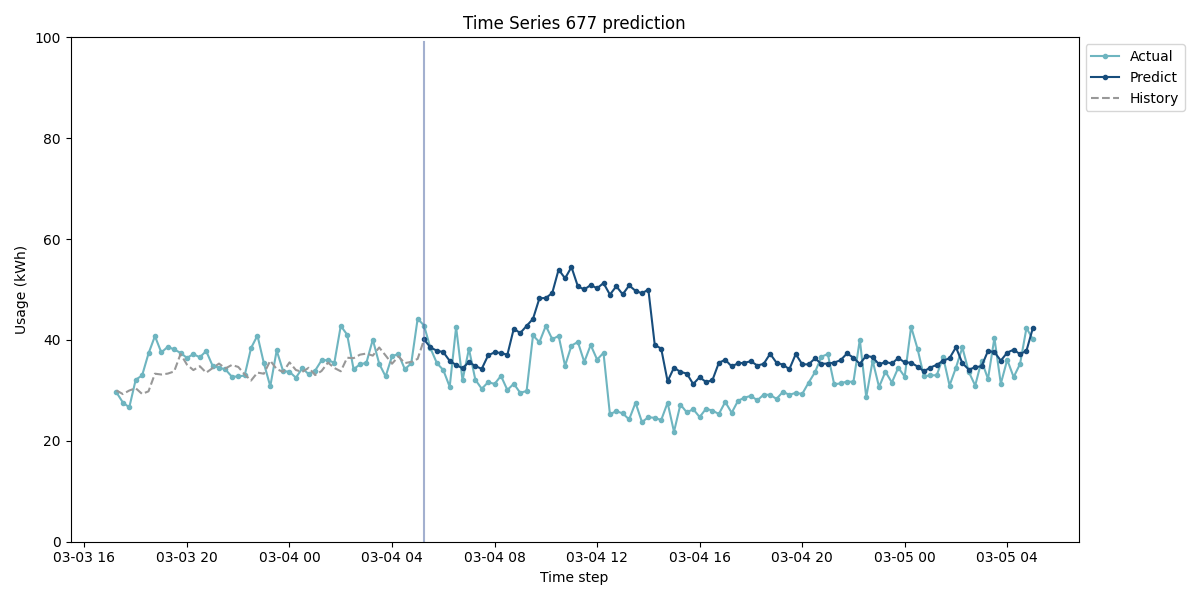 Time Series 677 prediction
Usage (kWh)
100
80
60
40
20
0
03-03 16
03-03 20
03-04 00
03-04 04
03-04 08
03-04 12
03-04 16
03-04 20
03-05 00
03-05 04
Time step
Actual
Predict
History